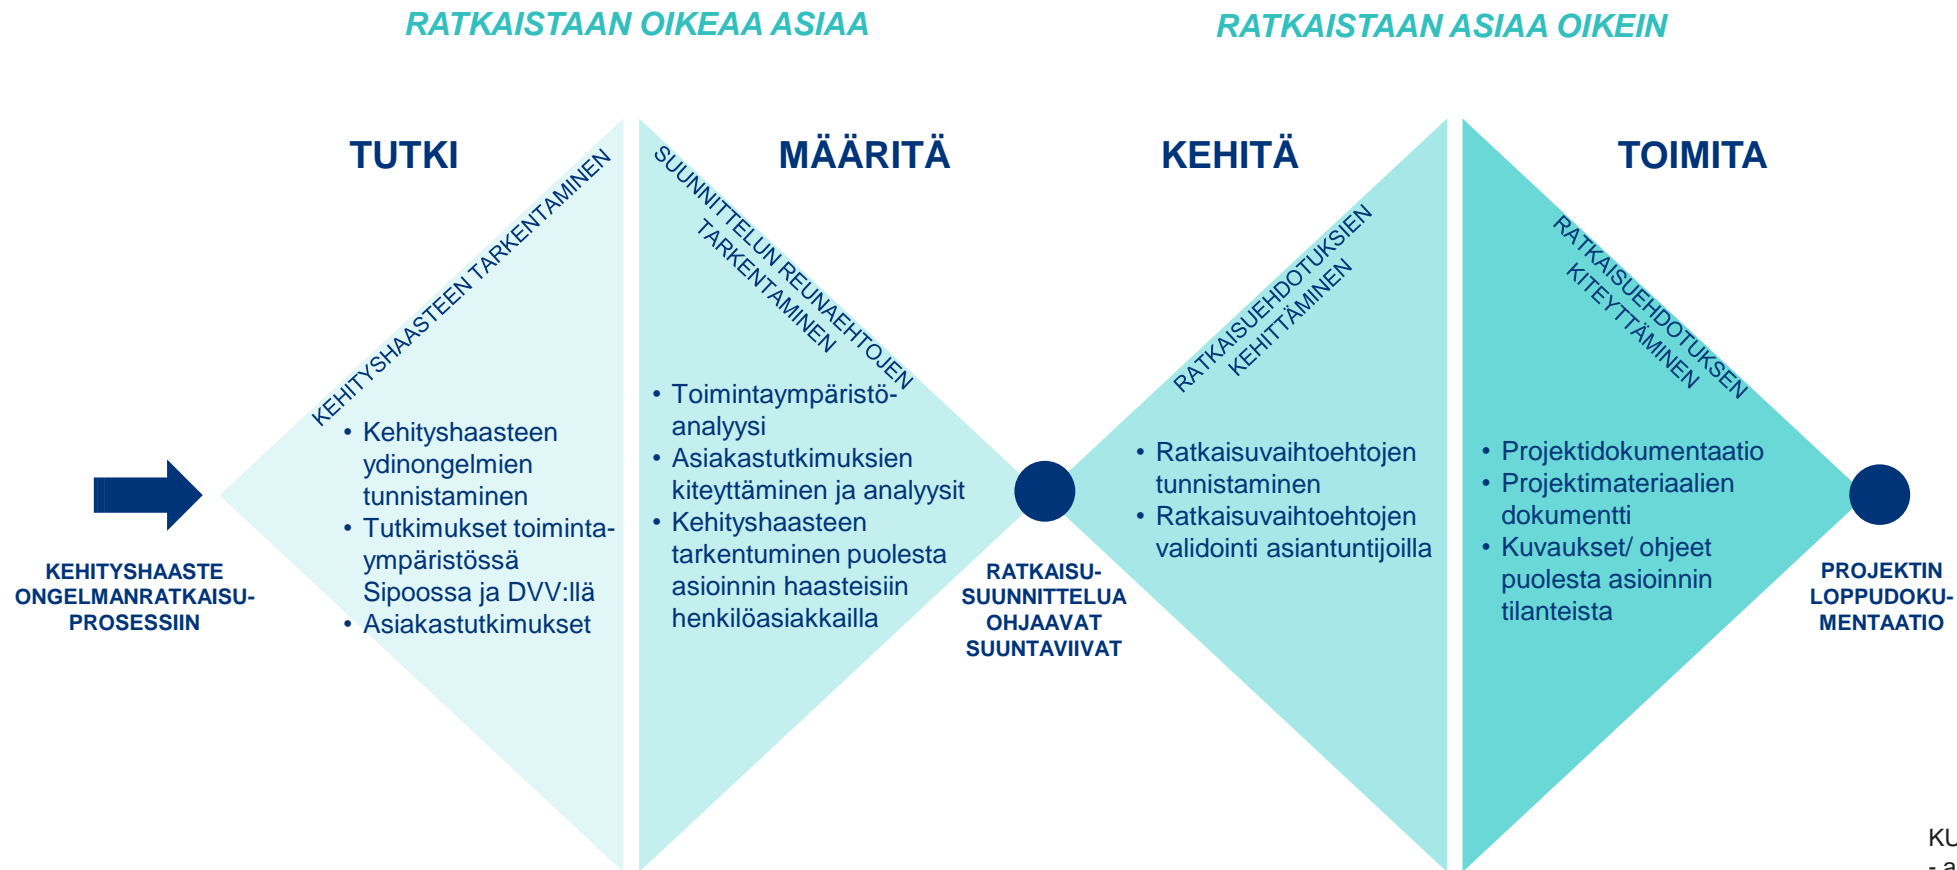 RATKAISTAAN OIKEAA ASIAA
RATKAISTAAN ASIAA OIKEIN
TUTKI
MÄÄRITÄ
KEHITÄ
TOIMITA
KEHITYSHAASTEEN TARKENTAMINEN
SUUNNITTELUN REUNAEHTOJEN
TARKENTAMINEN
RATKAISUEHDOTUKSIEN
KEHITTÄMINEN
RATKAISUEHDOTUKSEN
KITEYTTÄMINEN
• Kehityshaasteen
ydinongelmien
tunnistaminen
• Tutkimukset toiminta-
ympäristössä
Sipoossa ja DVV:llä
• Asiakastutkimukset
• Toimintaympäristö-
analyysi
• Asiakastutkimuksien
kiteyttäminen ja analyysit
• Kehityshaasteen
tarkentuminen puolesta
asioinnin haasteisiin
henkilöasiakkailla
• Ratkaisuvaihtoehtojen
tunnistaminen
• Ratkaisuvaihtoehtojen
validointi asiantuntijoilla
• Projektidokumentaatio
• Projektimateriaalien
dokumentti
• Kuvaukset/ ohjeet
puolesta asioinnin
tilanteista
KEHITYSHAASTE
ONGELMANRATKAISU-
PROSESSIIN
RATKAISU-
SUUNNITTELUA
OHJAAVAT
SUUNTAVIIVAT
PROJEKTIN
LOPPUDOKU-
MENTAATIO
KU
- a